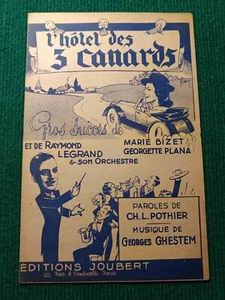 l'hôtel des
3 canards
Gros succès de
MARIE BIZET
GEORGETTE PLANA
ET DE RAYMOND
LEGRAND
& SON ORCHESTRE
PAROLES DE
CH. L. POTHIER
MUSIQUE DE
GEORGES GHESTEM
EDITIONS JOUBERT
Paris